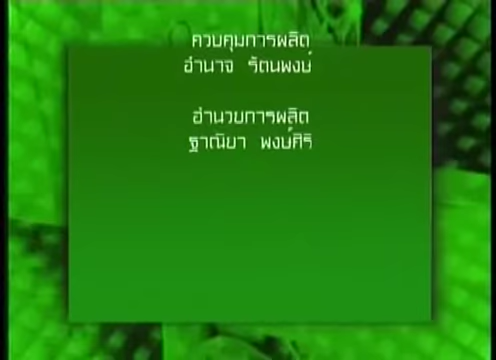 ควบคุมการผลิต
อำนาจ รัตนพงษ์
อำนวยการผลิต
ฐาณิยา พงษ์ศิริ